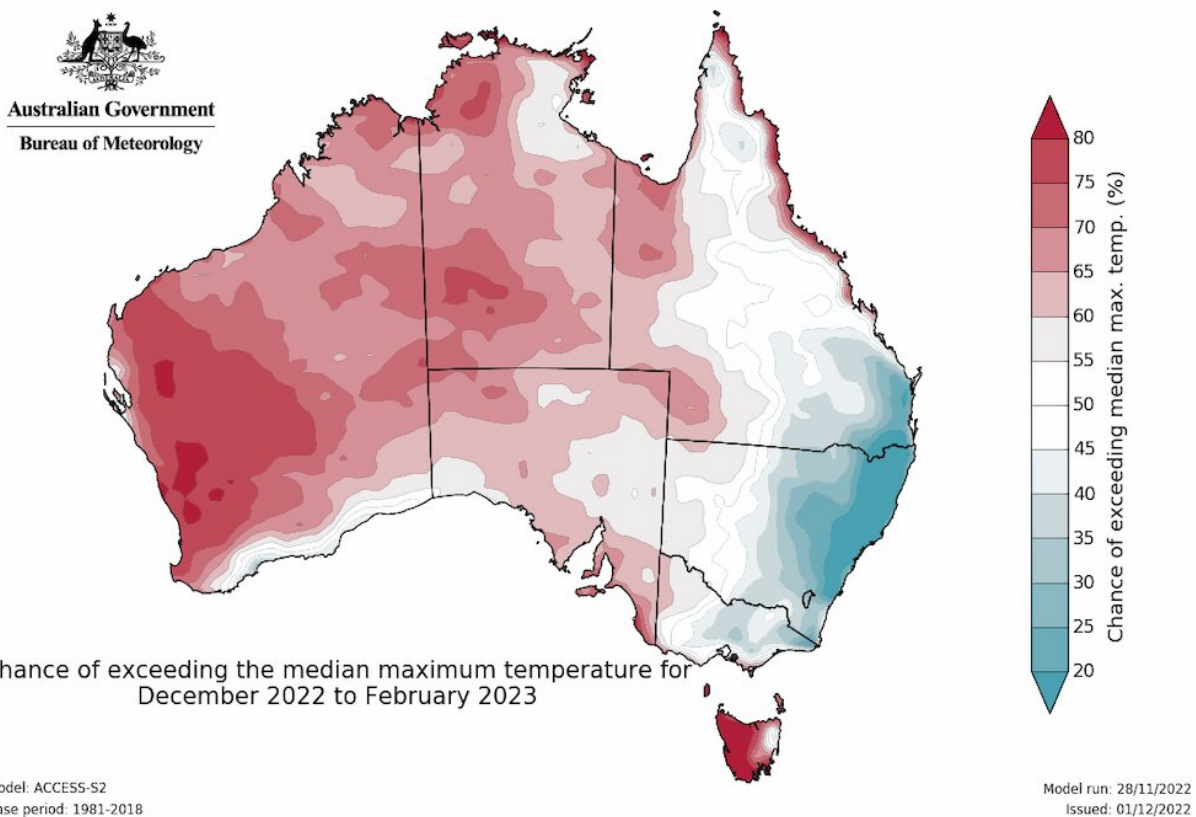 Australian Government
Bureau of Meteorology
80
75
70
65
60
55
50
45
40
35
30
25
20
Chance of exceeding median max. temp. (%)
hance of exceeding the median maximum temperature for
December 2022 to February 2023
odel: ACCESS-S2
ase period: 1981-2018
Model run: 28/11/2022
Issued: 01/12/2022